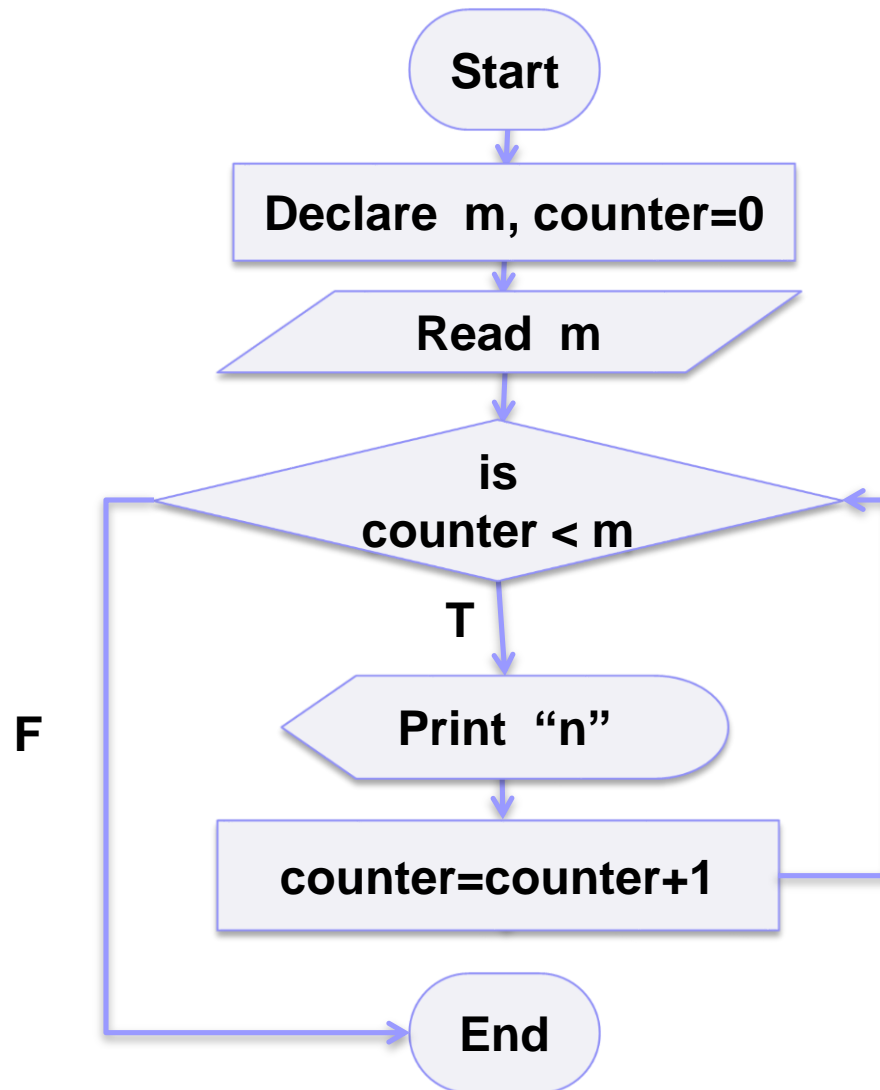 Start
Declare  m, counter=0
Read  m
is
counter < m
T
F
Print  “n”
counter=counter+1
End